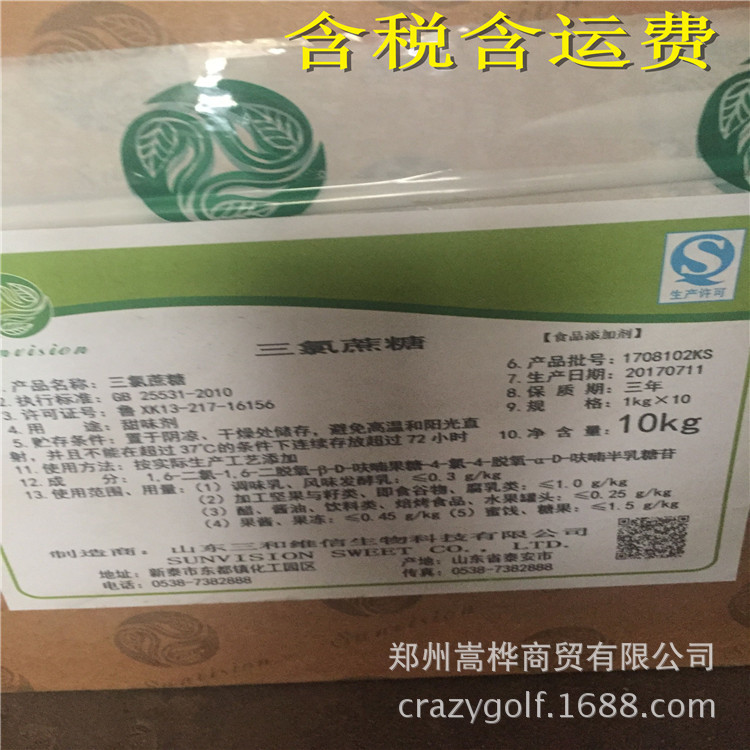 含税含运费
生产许可
Sunvision
三氯蔗糖
【食品添加剂】
1.产品名称：三氯蔗糖
2.执行标准：GB 25531-2010
3.许可证号：鲁 XK13-217-16156
4.用 途：甜味剂
5.贮存条件：置于阴凉、干燥处储存，避免高温和阳光直
射，并且不能在超过37℃的条件下连续存放超过72小时
6.产品批号：1708102KS
7.生产日期：20170711
8.保 质 期：三年
9.规 格：1kg×10
10.净含量：10kg
11.使用方法：按实际生产工艺添加
12.成 分：1,6-二氯-1,6-二脱氧-β-D-呋喃果糖-4-氯-4-脱氧-α-D-呋喃半乳糖苷
13.使用范围、用量：（1）调味乳、风味发酵乳：≤0.3 g/kg
（2）加工坚果与籽类、即食谷物、腐乳类：≤1.0 g/kg
（3）醋、酱油、饮料类、焙烤食品、水果罐头：≤0.25 g/kg
（4）果酱、果冻：≤0.45 g/kg（5）蜜饯、糖果：≤1.5 g/kg
制造商：山东三和维信生物科技有限公司
SUNVISION SWEET CO., LTD.
地址：新泰市东都镇化工园区
产地：山东省泰安市
电话：0538-7382888
传真：0538-7382888
Sunvision
郑州嵩桦商贸有限公司
crazygolf.1688.com